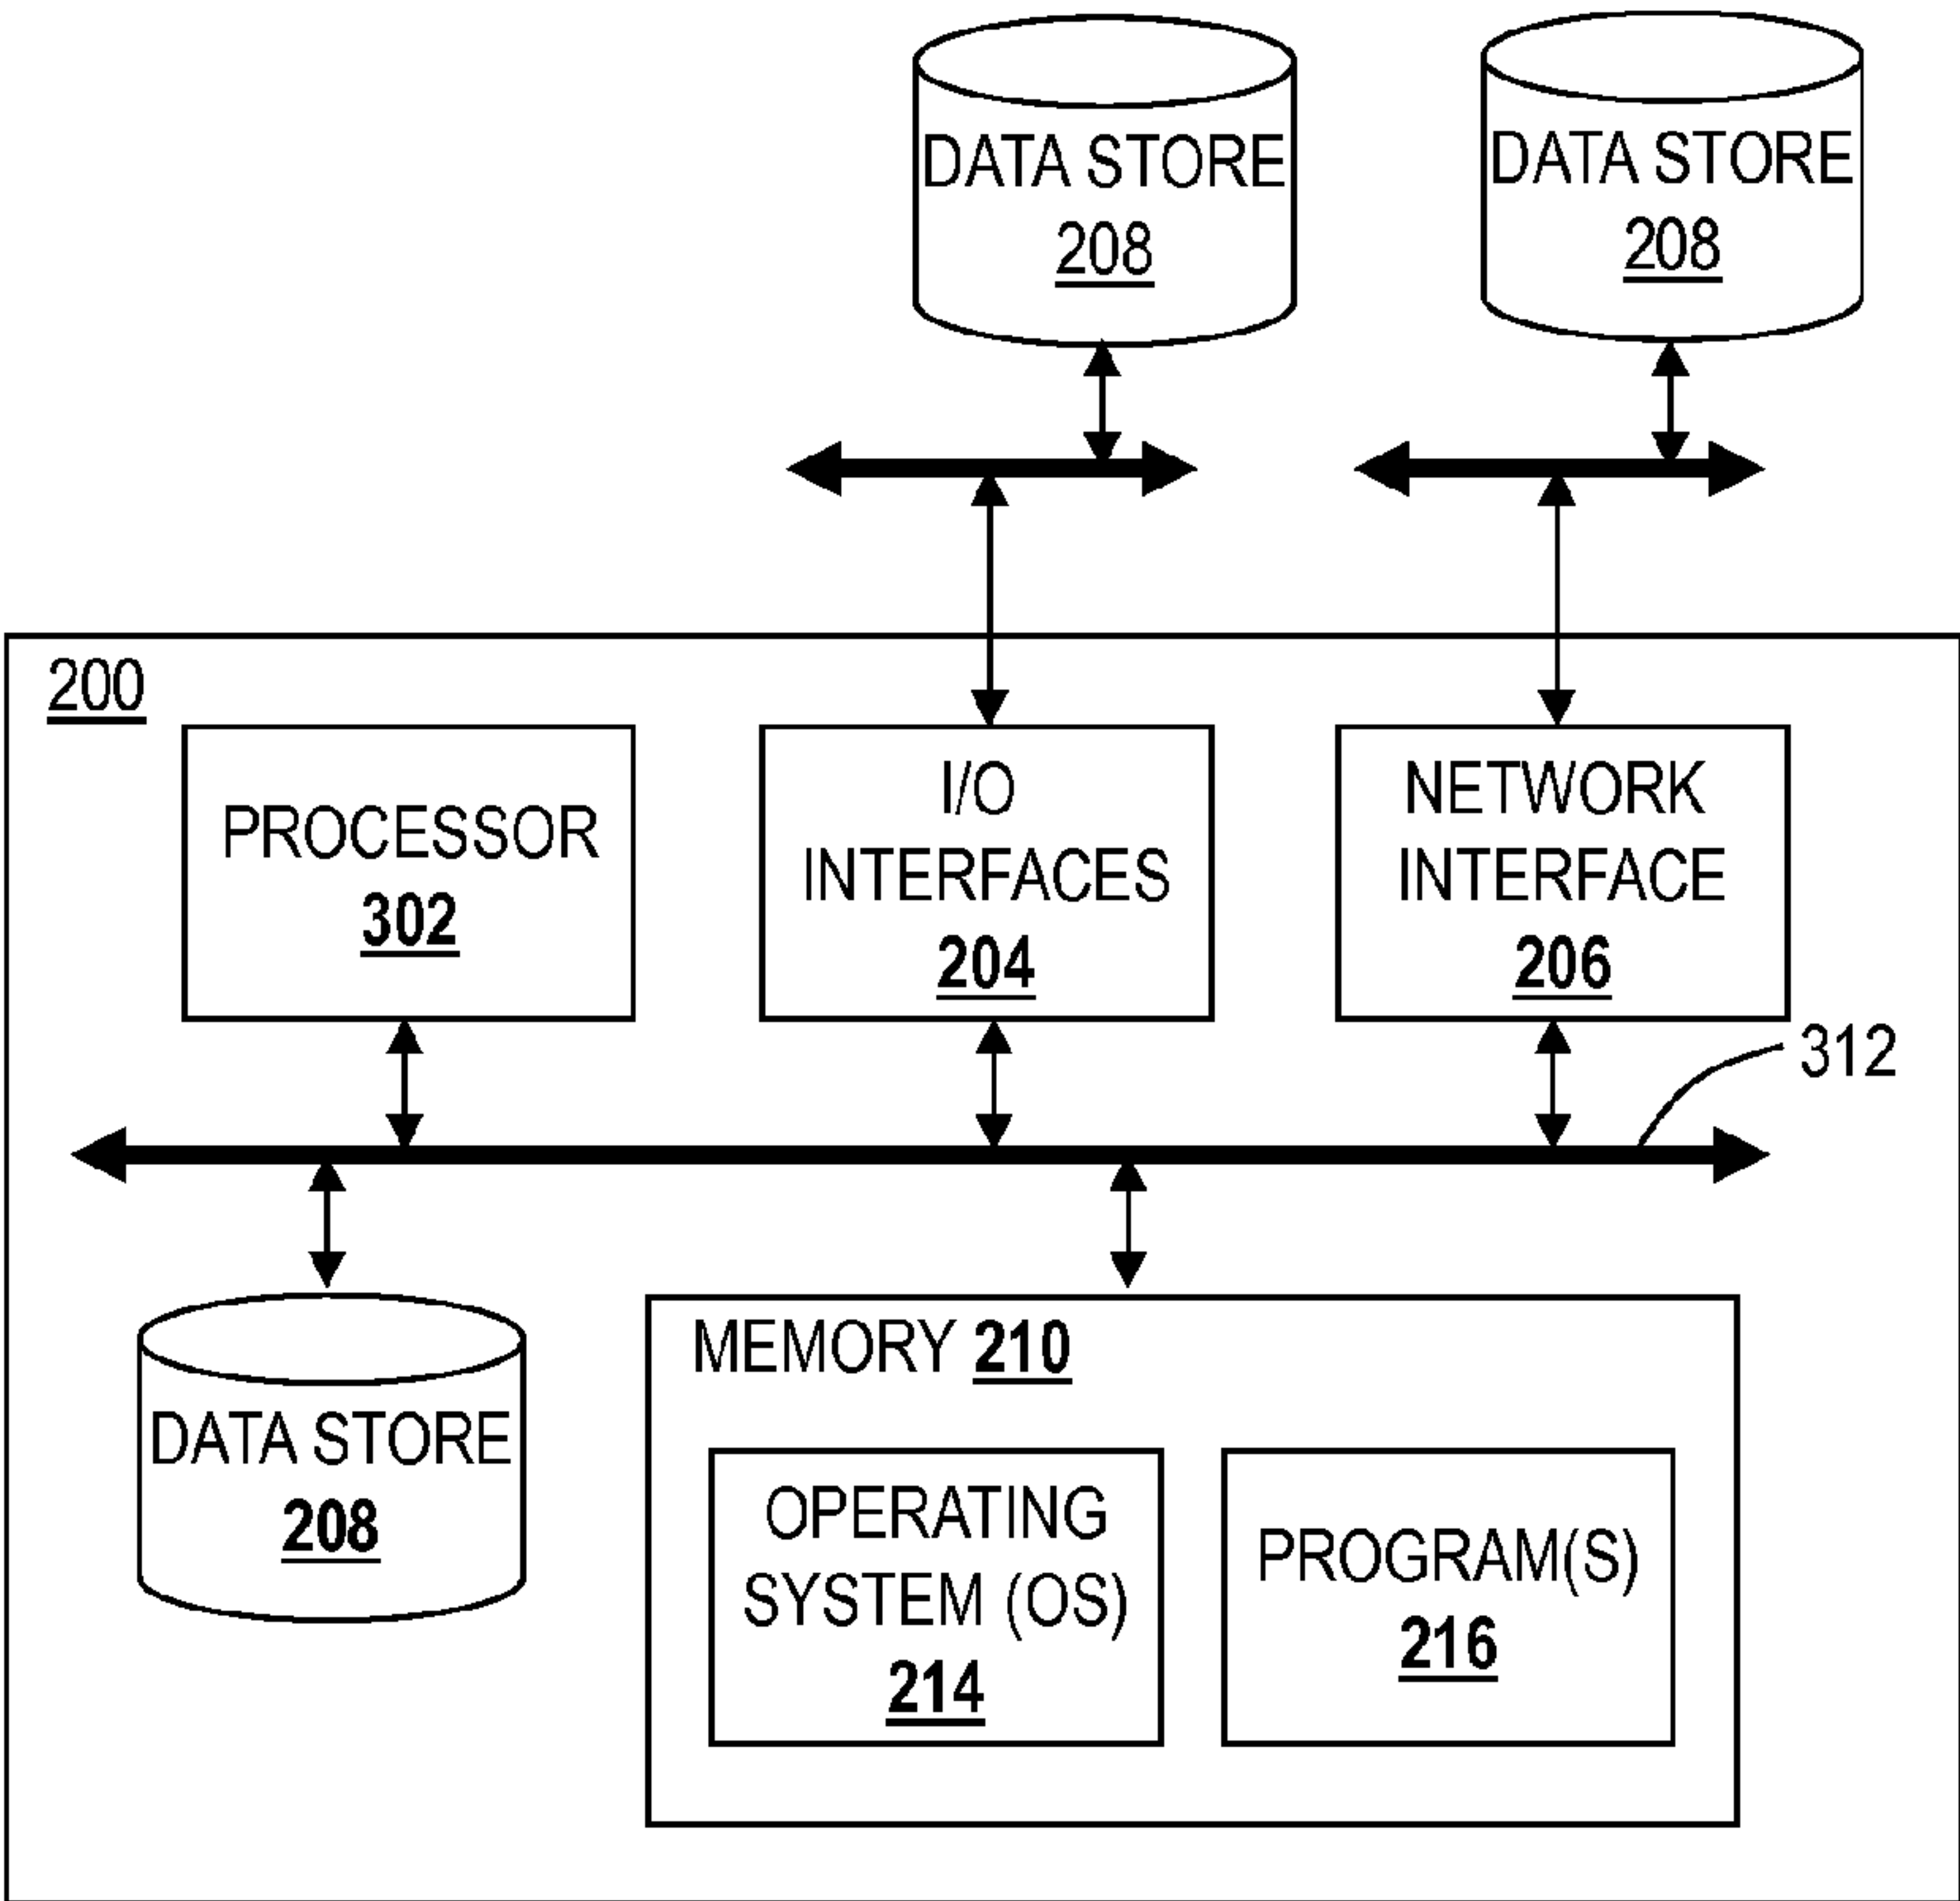 DATA STORE
208
DATA STORE
208
200
PROCESSOR
302
I/O
INTERFACES
204
NETWORK
INTERFACE
206
312
DATA STORE
208
MEMORY 210
OPERATING
SYSTEM (OS)
214
PROGRAM(S)
216